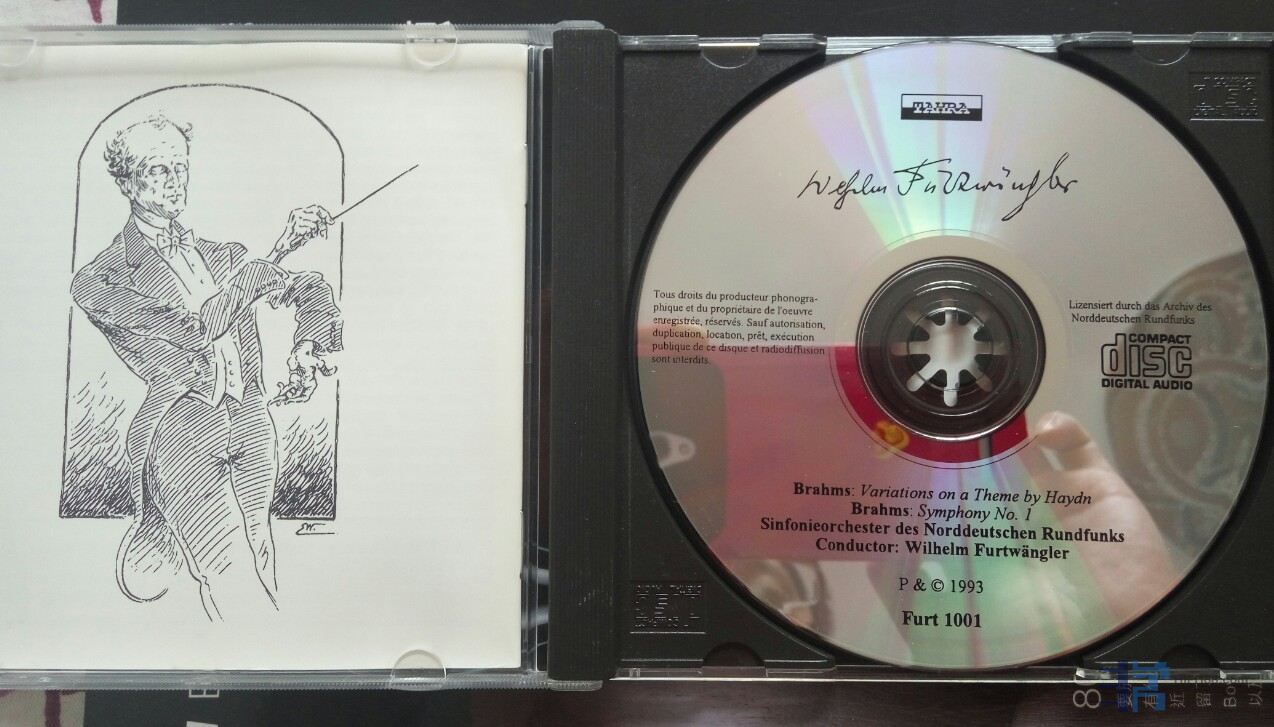 TAHRA
Wilhelm Furtwängler
Tous droits du producteur phonogra-
phique et du propriétaire de l'oeuvre
enregistrée, réservés. Sauf autorisation,
duplication, location, prêt, exécution
publique de ce disque et radiodiffusion
sont interdits.
Lizensiert durch das Archiv des
Norddeutschen Rundfunks
COMPACT
disc
DIGITAL AUDIO
Brahms: Variations on a Theme by Haydn
Brahms: Symphony No. 1
Sinfonieorchester des Norddeutschen Rundfunks
Conductor: Wilhelm Furtwängler
P & © 1993
Furt 1001